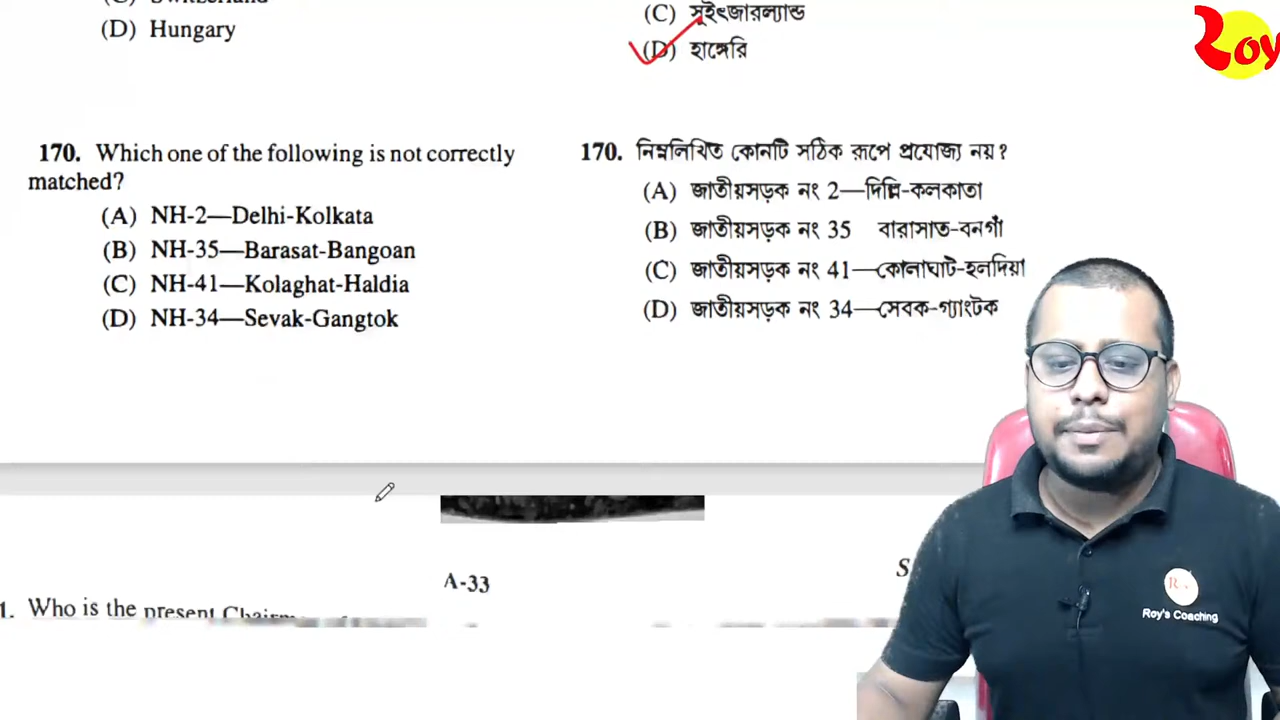 (D) Hungary
(C) সুইৎজারল্যান্ড
(D) হাঙ্গেরি
Roy
170. Which one of the following is not correctly
matched?
(A) NH-2—Delhi-Kolkata
(B) NH-35—Barasat-Bangoan
(C) NH-41—Kolaghat-Haldia
(D) NH-34—Sevak-Gangtok
170. নিম্নলিখিত কোনটি সঠিক রূপে প্রযোজ্য নয়?
(A) জাতীয়সড়ক নং 2—দিল্লি-কলকাতা
(B) জাতীয়সড়ক নং 35 বারাসাত-বনগাঁ
(C) জাতীয়সড়ক নং 41—কোলাঘাট-হলদিয়া
(D) জাতীয়সড়ক নং 34—সেবক-গ্যাংটক
A-33
1. Who is the present
Roy's Coaching